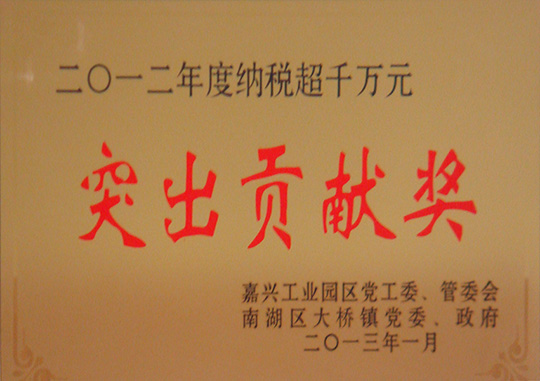 二〇一二年度纳税超千万元
突出贡献奖
嘉兴工业园区党工委、管委会
南湖区大桥镇党委、政府
二〇一三年一月